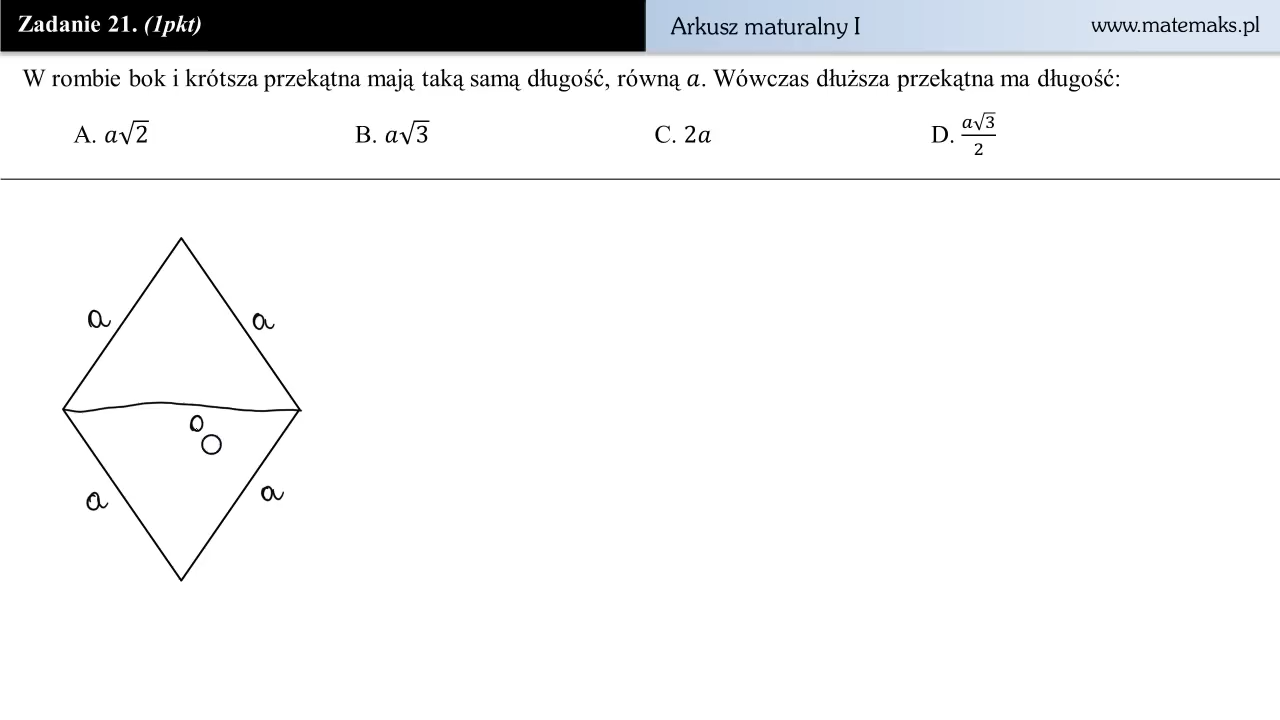 Zadanie 21. (1pkt)
Arkusz maturalny I
www.matemaks.pl
W rombie bok i krótsza przekątna mają taką samą długość, równą a. Wówczas dłuższa przekątna ma długość:
A. a√2 B. a√3 C. 2a D. a√3/2
a a
a a